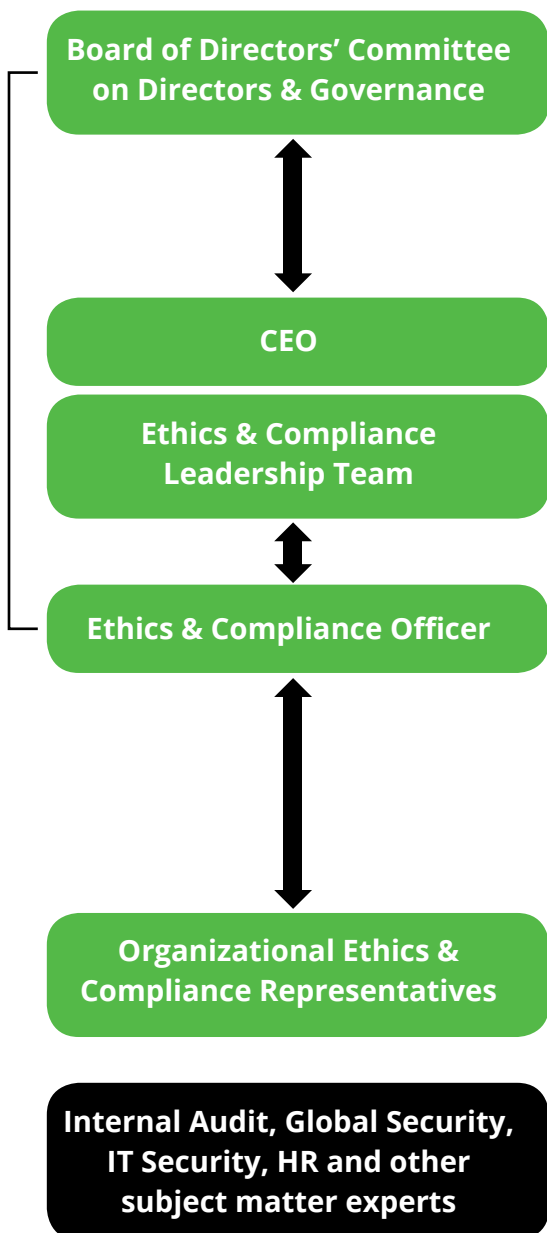 Board of Directors’ Committee
on Directors & Governance
CEO
Ethics & Compliance
Leadership Team
Ethics & Compliance Officer
Organizational Ethics &
Compliance Representatives
Internal Audit, Global Security,
IT Security, HR and other
subject matter experts